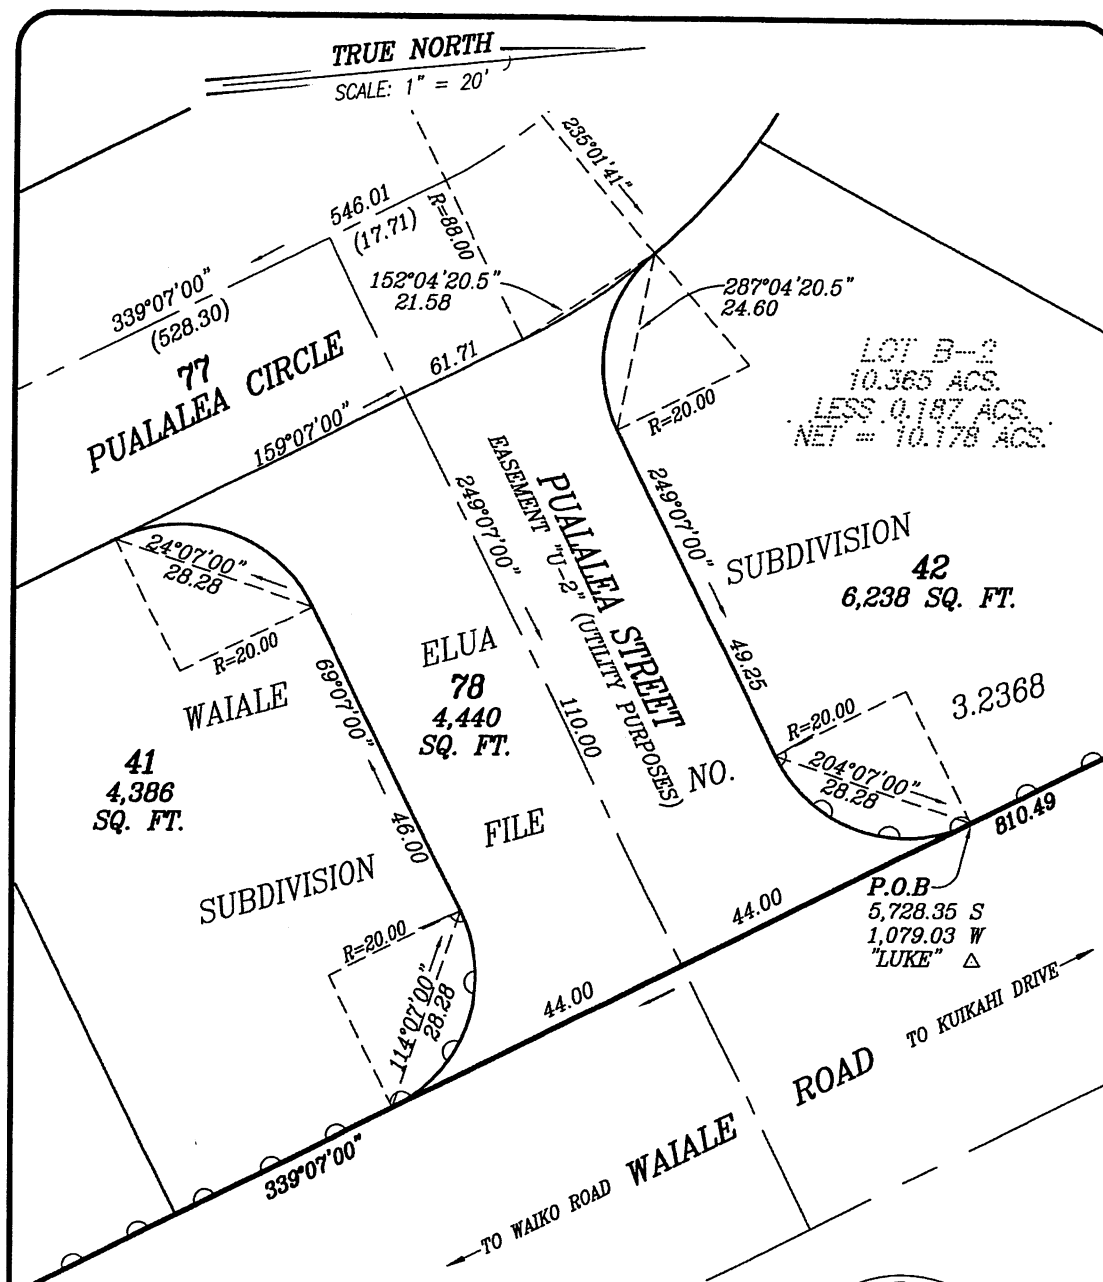 TRUE NORTH
SCALE: 1" = 20'
235°01'41"
546.01
(17.71)
R=88.00
339°07'00"
(528.30)
152°04'20.5"
21.58
287°04'20.5"
24.60
77
PUALALEA CIRCLE
61.71
159°07'00"
LOT B-2
10.365 ACS.
LESS 0.187 ACS.
NET = 10.178 ACS.
R=20.00
249°07'00"
EASEMENT "U-2" (UTILITY PURPOSES)
PUALALEA STREET
249°07'00"
49.25
SUBDIVISION
42
6,238 SQ. FT.
24°07'00"
28.28
R=20.00
WAIALE
69°07'00"
46.00
ELUA
78
4,440
SQ. FT.
110.00
NO.
3.2368
R=20.00
204°07'00"
28.28
41
4,386
SQ. FT.
FILE
SUBDIVISION
810.49
P.O.B
5,728.35 S
1,079.03 W
"LUKE" △
R=20.00
114°07'00"
28.28
44.00
44.00
339°07'00"
TO KUIKAHI DRIVE
WAIALE ROAD
TO WAIKO ROAD